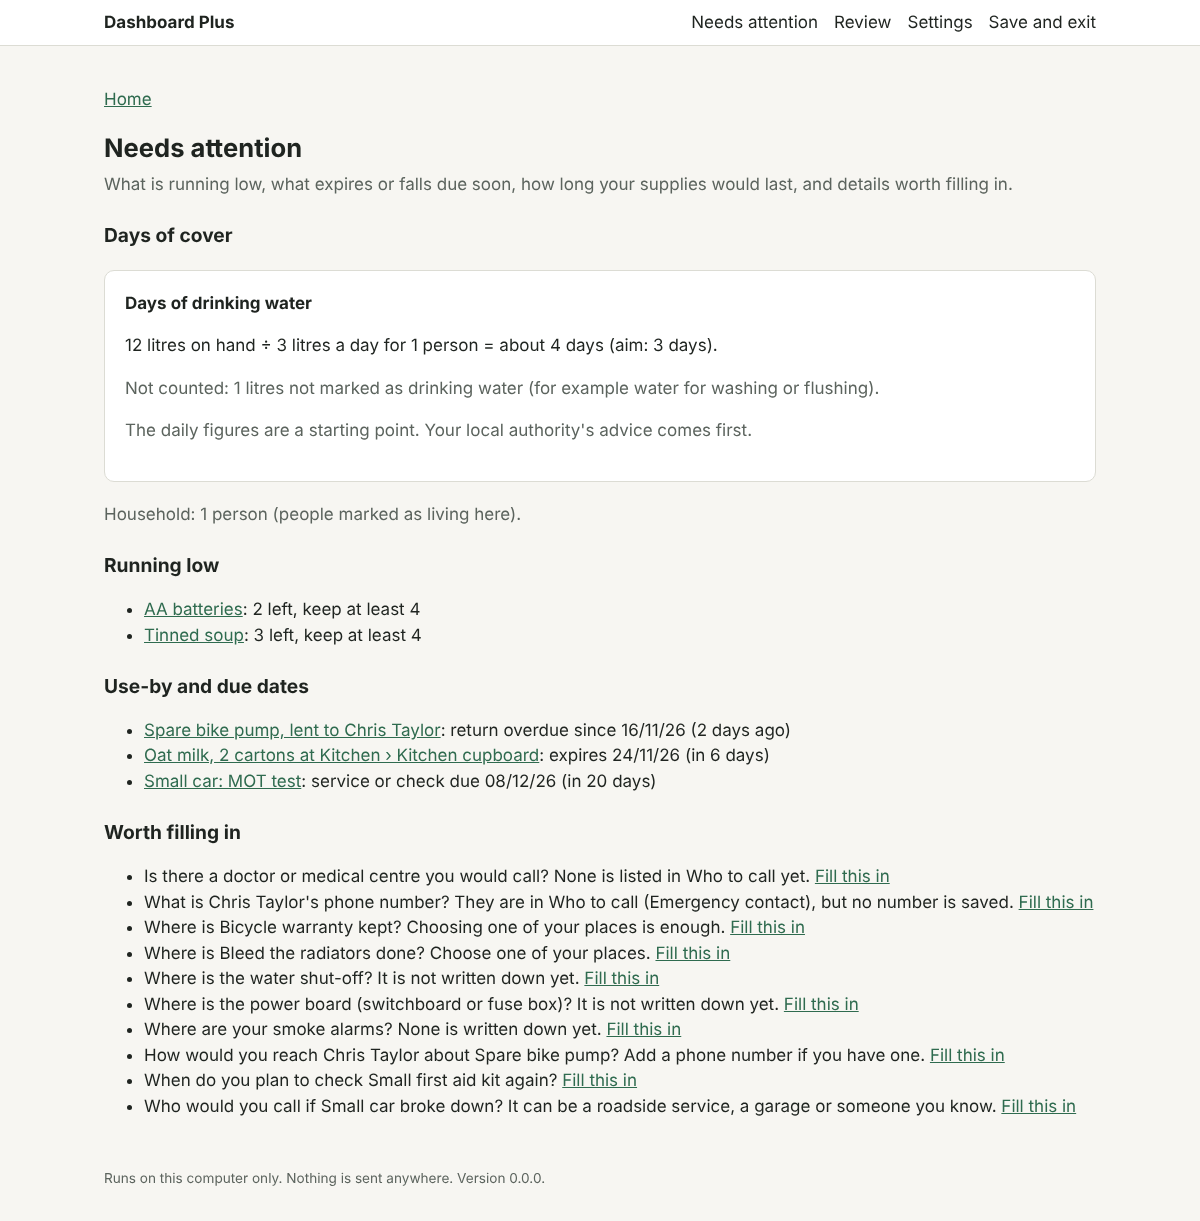 Dashboard Plus
Needs attention Review Settings Save and exit
Home
Needs attention
What is running low, what expires or falls due soon, how long your supplies would last, and details worth filling in.
Days of cover
Days of drinking water
12 litres on hand ÷ 3 litres a day for 1 person = about 4 days (aim: 3 days).
Not counted: 1 litres not marked as drinking water (for example water for washing or flushing).
The daily figures are a starting point. Your local authority's advice comes first.
Household: 1 person (people marked as living here).
Running low
AA batteries: 2 left, keep at least 4
Tinned soup: 3 left, keep at least 4
Use-by and due dates
Spare bike pump, lent to Chris Taylor: return overdue since 16/11/26 (2 days ago)
Oat milk, 2 cartons at Kitchen › Kitchen cupboard: expires 24/11/26 (in 6 days)
Small car: MOT test: service or check due 08/12/26 (in 20 days)
Worth filling in
Is there a doctor or medical centre you would call? None is listed in Who to call yet. Fill this in
What is Chris Taylor's phone number? They are in Who to call (Emergency contact), but no number is saved. Fill this in
Where is Bicycle warranty kept? Choosing one of your places is enough. Fill this in
Where is Bleed the radiators done? Choose one of your places. Fill this in
Where is the water shut-off? It is not written down yet. Fill this in
Where is the power board (switchboard or fuse box)? It is not written down yet. Fill this in
Where are your smoke alarms? None is written down yet. Fill this in
How would you reach Chris Taylor about Spare bike pump? Add a phone number if you have one. Fill this in
When do you plan to check Small first aid kit again? Fill this in
Who would you call if Small car broke down? It can be a roadside service, a garage or someone you know. Fill this in
Runs on this computer only. Nothing is sent anywhere. Version 0.0.0.